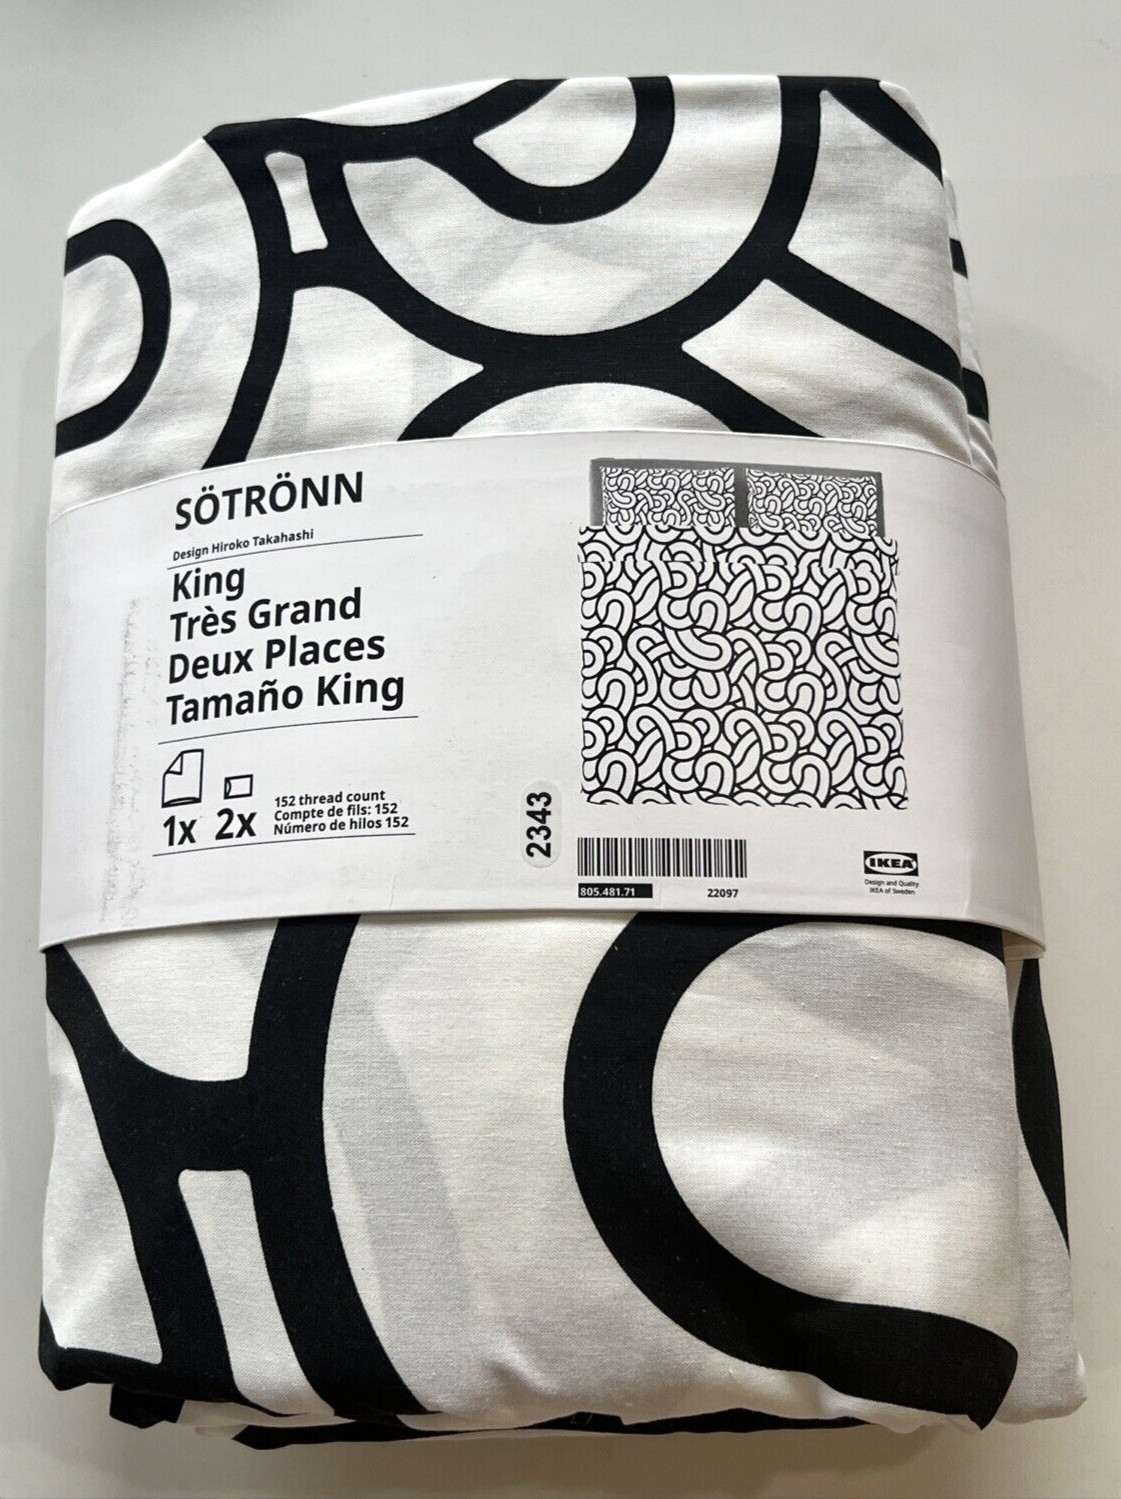 SÖTRÖNN
Design Hiroko Takahashi
King
Très Grand
Deux Places
Tamaño King
1x 2x
152 thread count
Compte de fils: 152
Número de hilos 152
2343
805.481.71
22097
IKEA
Design and Quality
IKEA of Sweden